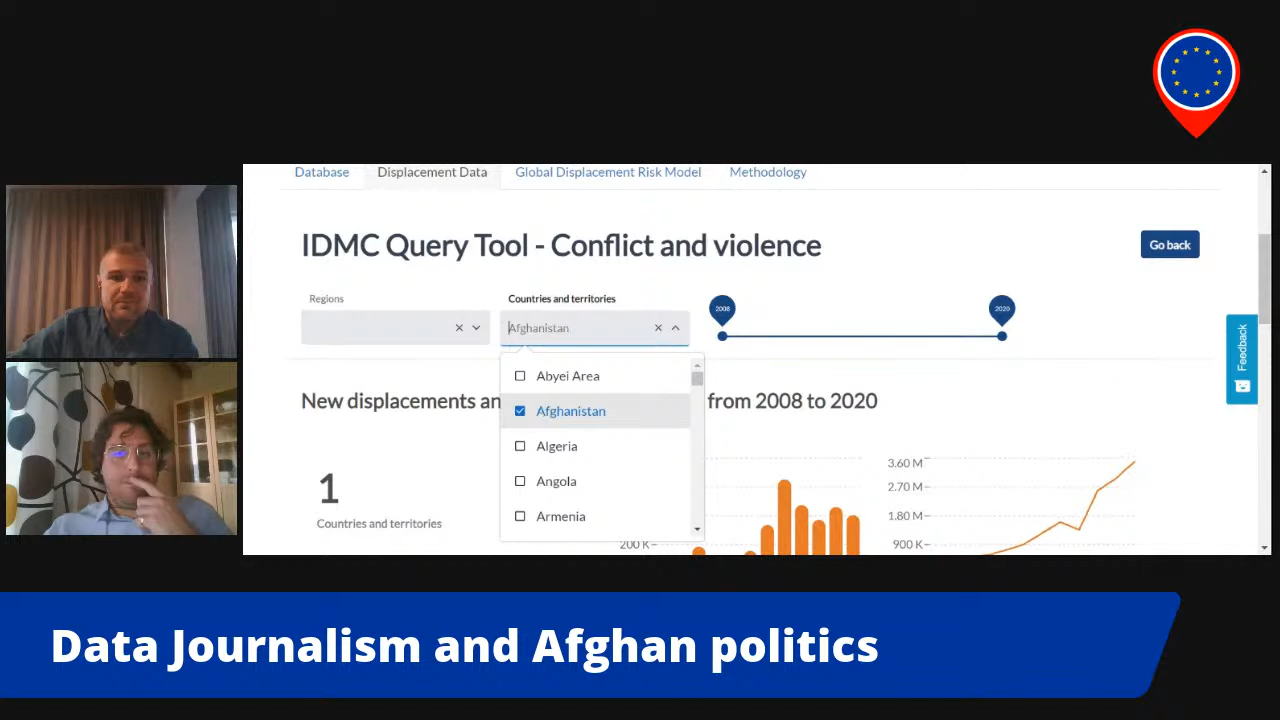 Database Displacement Data Global Displacement Risk Model Methodology
IDMC Query Tool - Conflict and violence
Go back
Regions
Countries and territories
Afghanistan
2008
2020
Abyei Area
Afghanistan
Algeria
Angola
Armenia
New displacements an
from 2008 to 2020
1
Countries and territories
200 K
3.60 M
2.70 M
1.80 M
900 K
Feedback
Data Journalism and Afghan politics